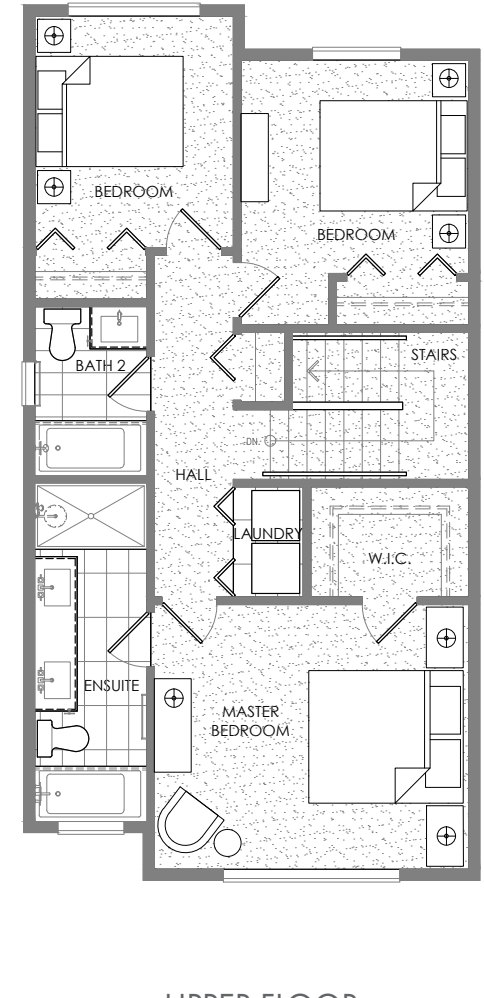 BEDROOM
BEDROOM
STAIRS
BATH 2
DN.
HALL
LAUNDRY
W.I.C.
ENSUITE
MASTER
BEDROOM
UPPER FLOOR